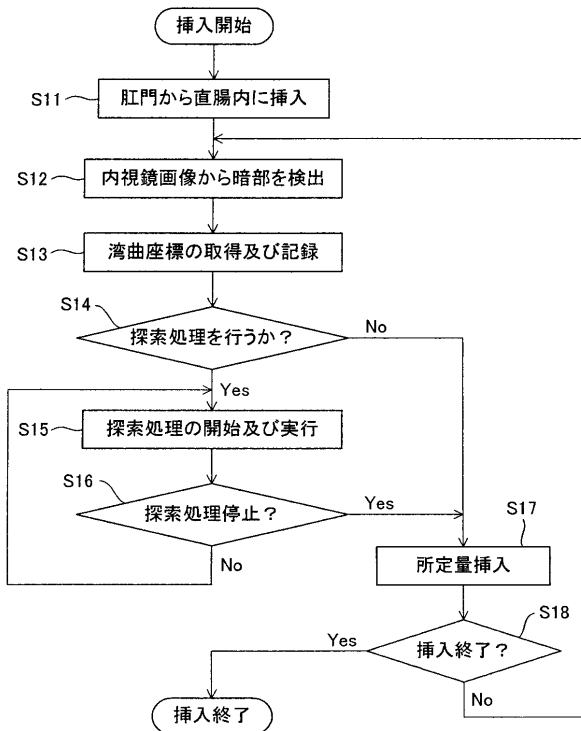 挿入開始
S11
肛門から直腸内に挿入
S12
内視鏡画像から暗部を検出
S13
湾曲座標の取得及び記録
S14
探索処理を行うか?
No
Yes
S15
探索処理の開始及び実行
S16
探索処理停止?
Yes
No
S17
所定量挿入
S18
挿入終了?
Yes
No
挿入終了